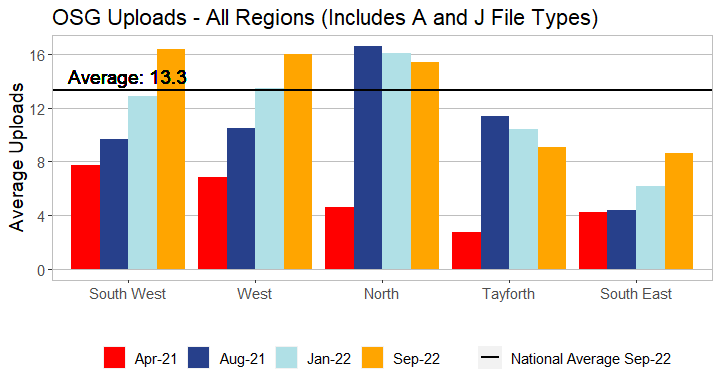 OSG Uploads - All Regions (Includes A and J File Types)
Average Uploads
16
12
8
4
0
Average: 13.3
South West West North Tayforth South East
Apr-21 Aug-21 Jan-22 Sep-22 National Average Sep-22